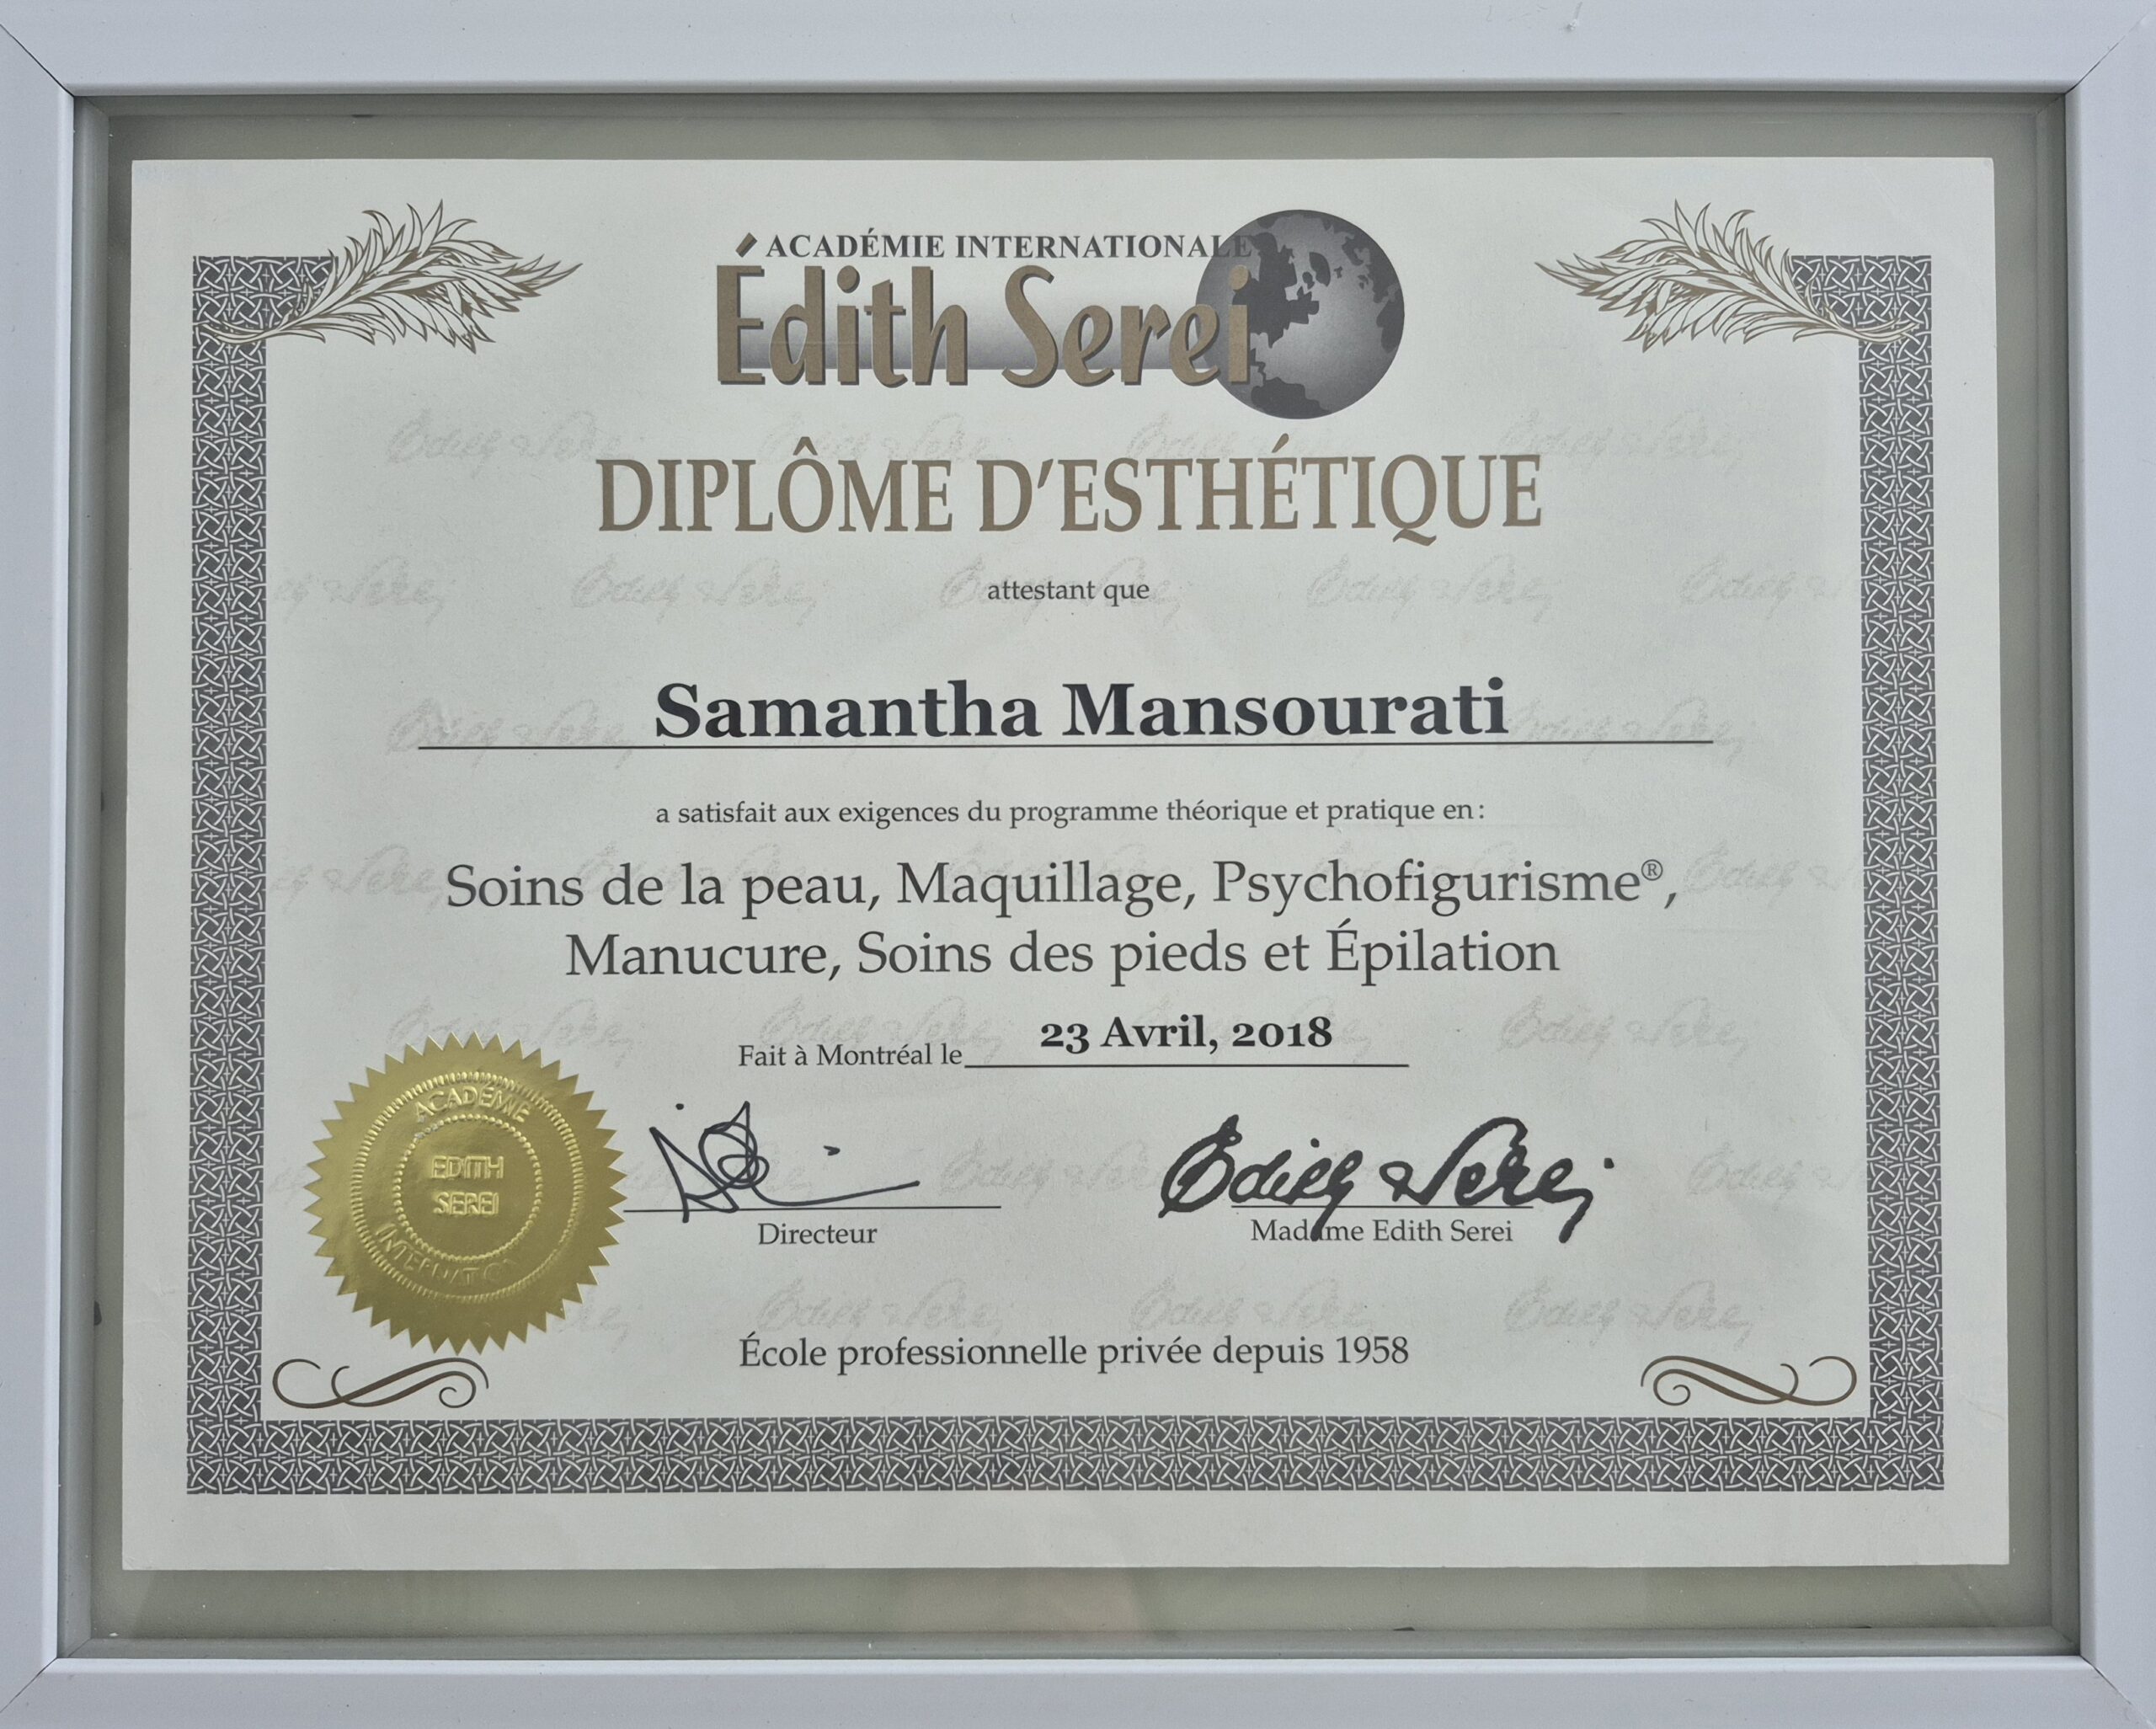 ACADÉMIE INTERNATIONALE
Édith Serei
DIPLÔME D'ESTHÉTIQUE
attestant que
Samantha Mansourati
a satisfait aux exigences du programme théorique et pratique en :
Soins de la peau, Maquillage, Psychofigurisme®,
Manucure, Soins des pieds et Épilation
Fait à Montréal le 23 Avril, 2018
ACADÉMIE
EDITH
SEREI
Edith Serei
Directeur
Madame Edith Serei
École professionnelle privée depuis 1958